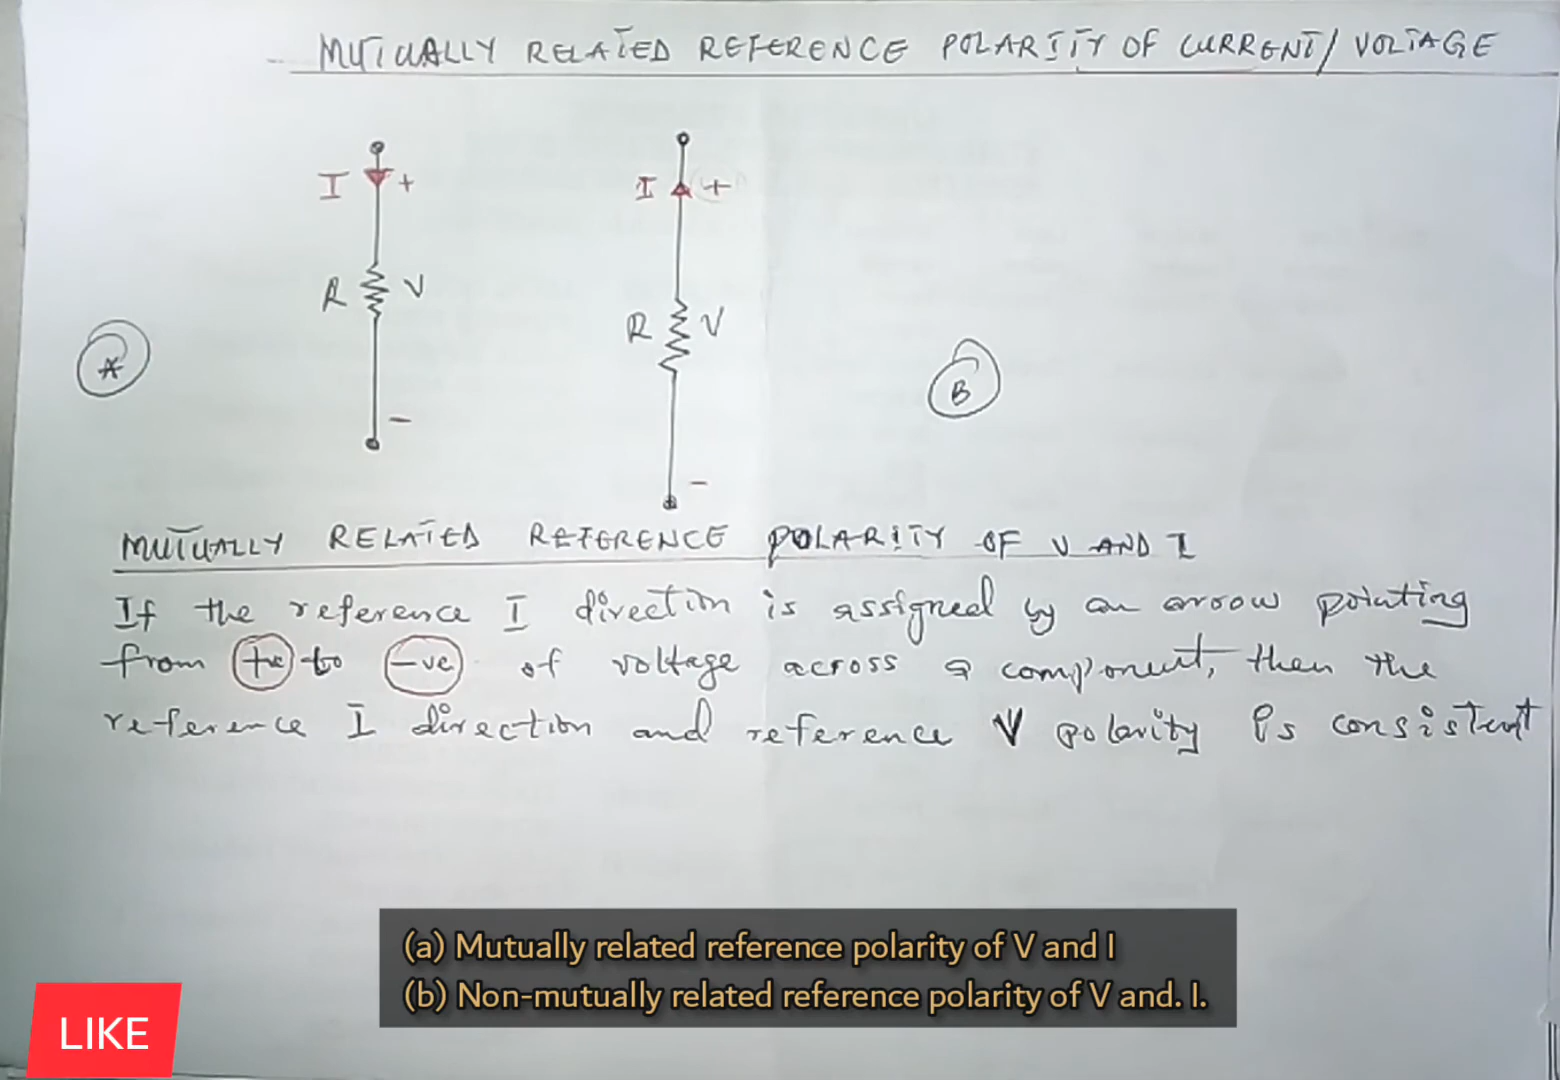 MUTUALLY RELATED REFERENCE POLARITY OF CURRENT/ VOLTAGE
I +
I +
R V
R V
A
B
-
-
MUTUALLY RELATED REFERENCE POLARITY OF V AND I
If the reference I direction is assigned by an arrow pointing
from +ve to -ve of voltage across a component, then the
reference I direction and reference V polarity is consistent
(a) Mutually related reference polarity of V and I
(b) Non-mutually related reference polarity of V and. I.
LIKE